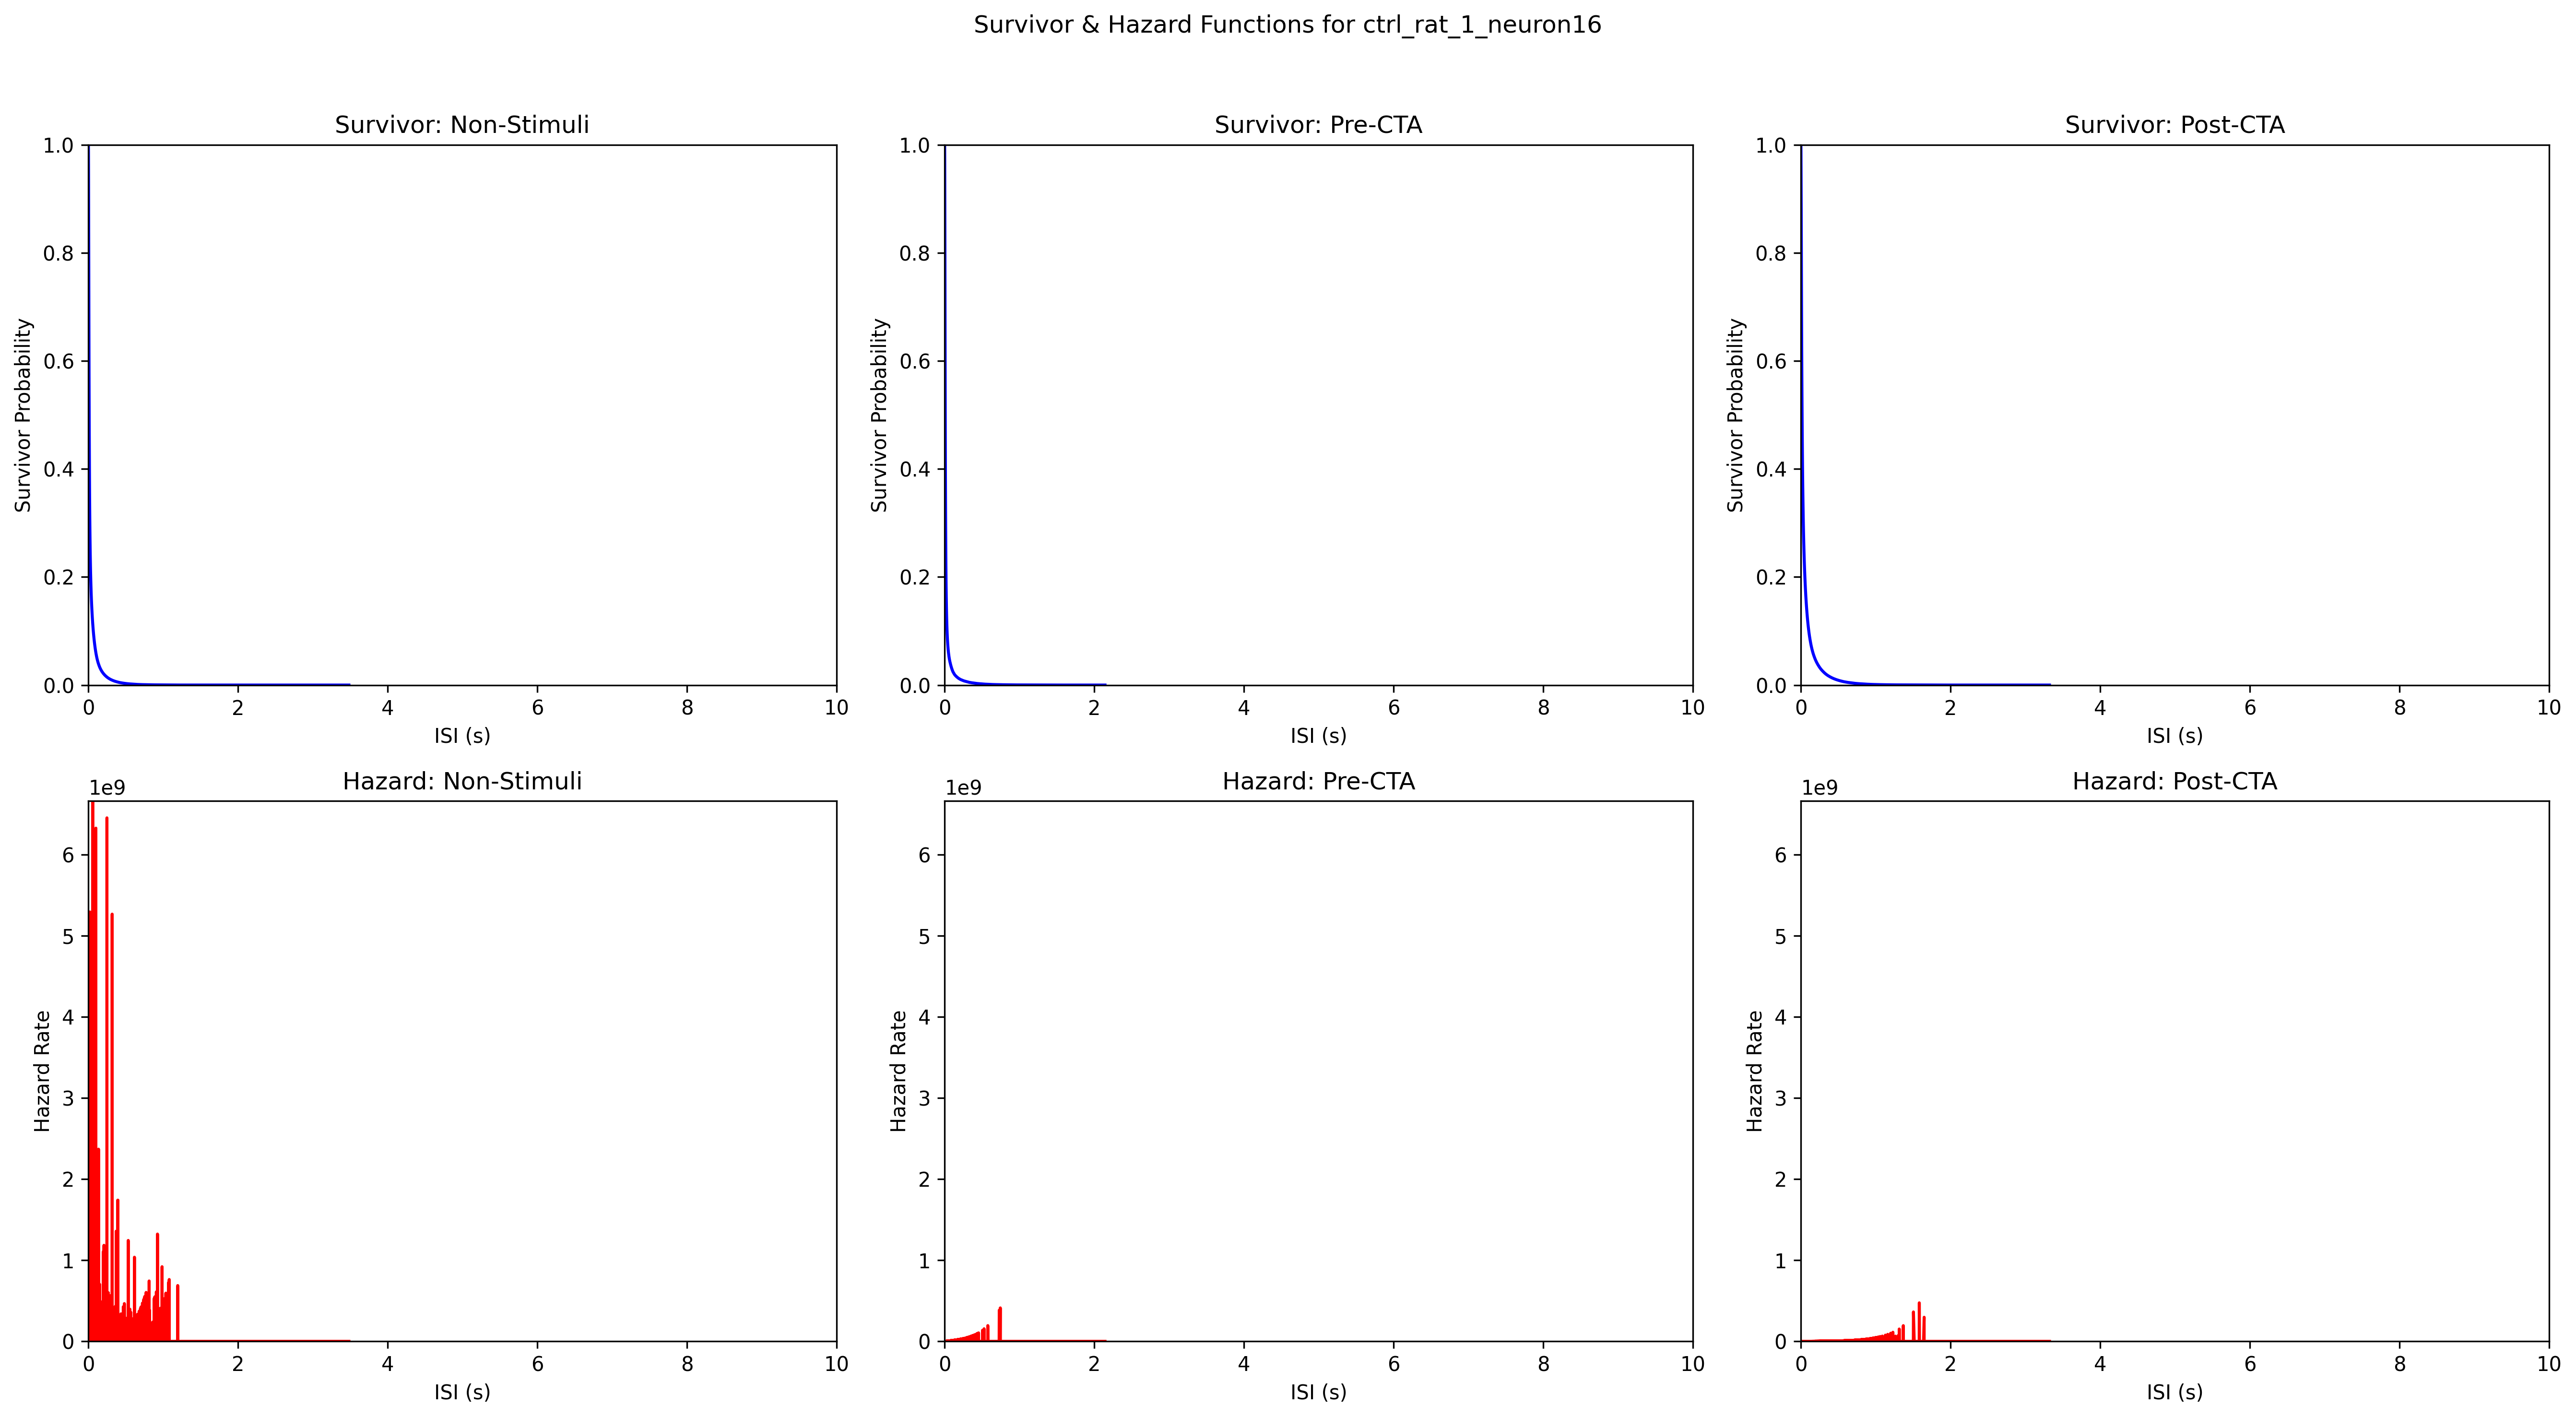 Survivor & Hazard Functions for ctrl_rat_1_neuron16
Survivor: Non-Stimuli
1.0
0.8
0.6
0.4
0.2
0.0
Survivor Probability
0 2 4 6 8 10
ISI (s)
Survivor: Pre-CTA
1.0
0.8
0.6
0.4
0.2
0.0
Survivor Probability
0 2 4 6 8 10
ISI (s)
Survivor: Post-CTA
1.0
0.8
0.6
0.4
0.2
0.0
Survivor Probability
0 2 4 6 8 10
ISI (s)
Hazard: Non-Stimuli
1e9
6
5
4
3
2
1
0
Hazard Rate
0 2 4 6 8 10
ISI (s)
Hazard: Pre-CTA
1e9
6
5
4
3
2
1
0
Hazard Rate
0 2 4 6 8 10
ISI (s)
Hazard: Post-CTA
1e9
6
5
4
3
2
1
0
Hazard Rate
0 2 4 6 8 10
ISI (s)